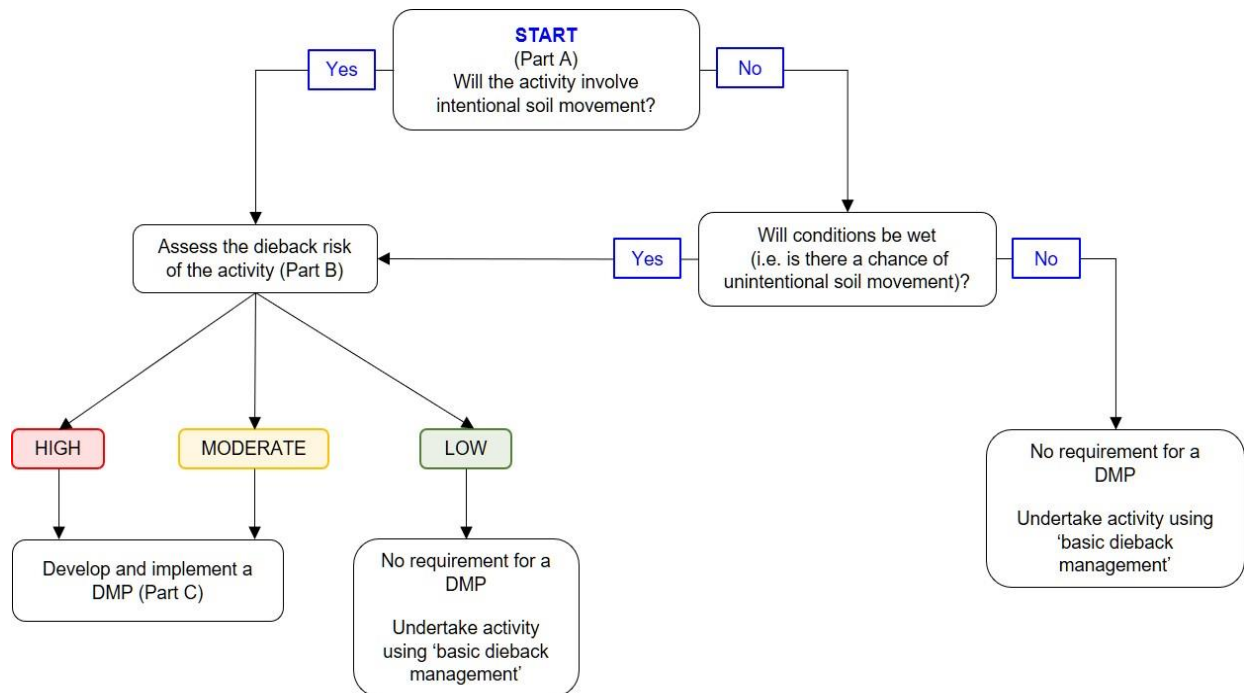 START
(Part A)
Will the activity involve
intentional soil movement?
Yes
No
Assess the dieback risk
of the activity (Part B)
Yes
Will conditions be wet
(i.e. is there a chance of
unintentional soil movement)?
No
HIGH
MODERATE
LOW
No requirement for a
DMP
Undertake activity using
‘basic dieback
management’
Develop and implement a
DMP (Part C)
No requirement for a
DMP
Undertake activity
using ‘basic dieback
management’